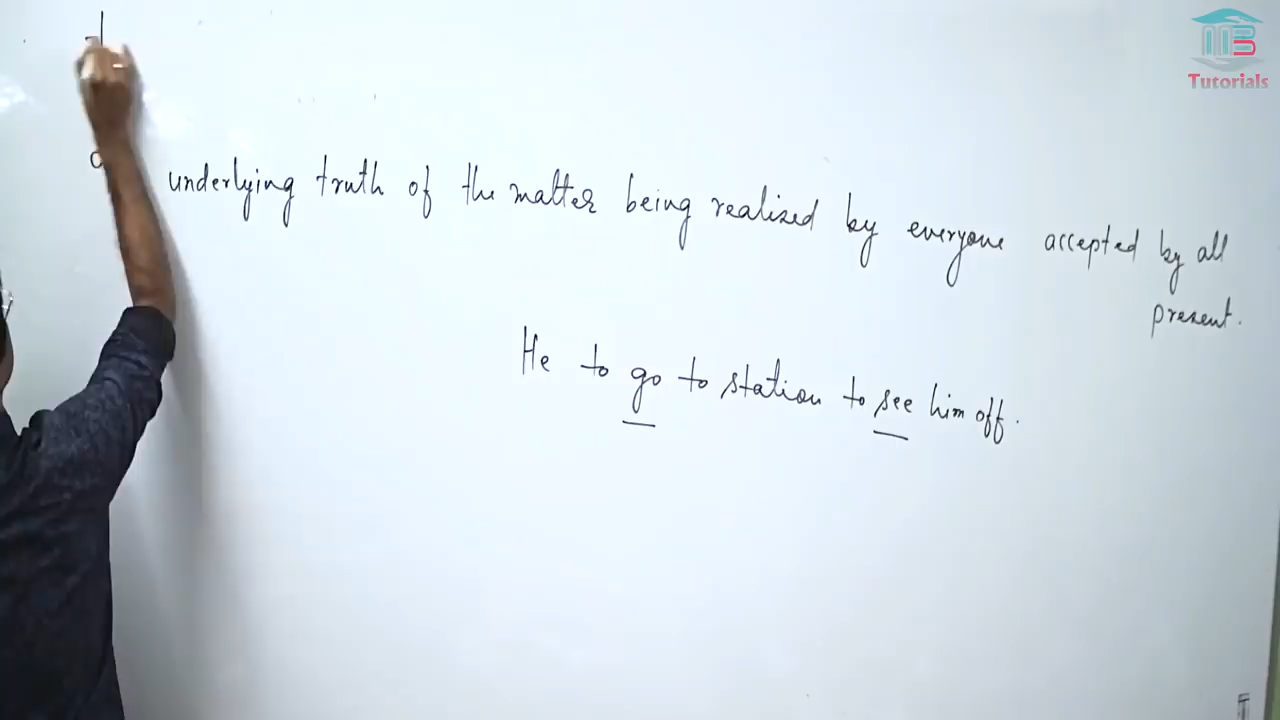 underlying truth of the matter being realized by everyone accepted by all
present.
He to go to station to see him off.
MB
Tutorials